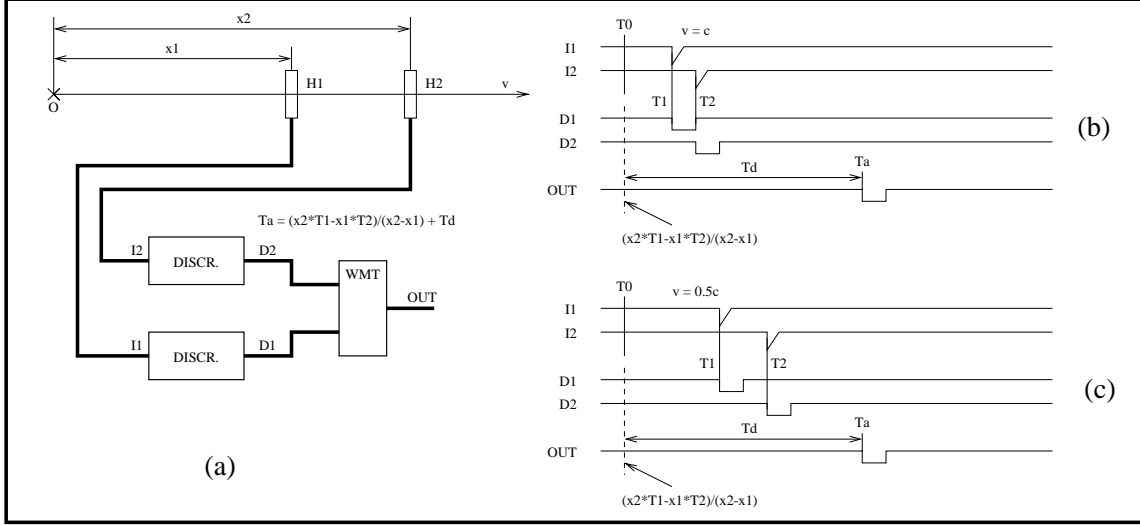 x2
x1
H1
H2
v
O
Ta = (x2*T1-x1*T2)/(x2-x1) + Td
I2
DISCR.
D2
WMT
OUT
I1
DISCR.
D1
(a)
T0
v = c
I1
I2
T1
T2
D1
D2
Td
Ta
OUT
(x2*T1-x1*T2)/(x2-x1)
(b)
T0
v = 0.5c
I1
I2
T1
T2
D1
D2
Td
Ta
OUT
(x2*T1-x1*T2)/(x2-x1)
(c)